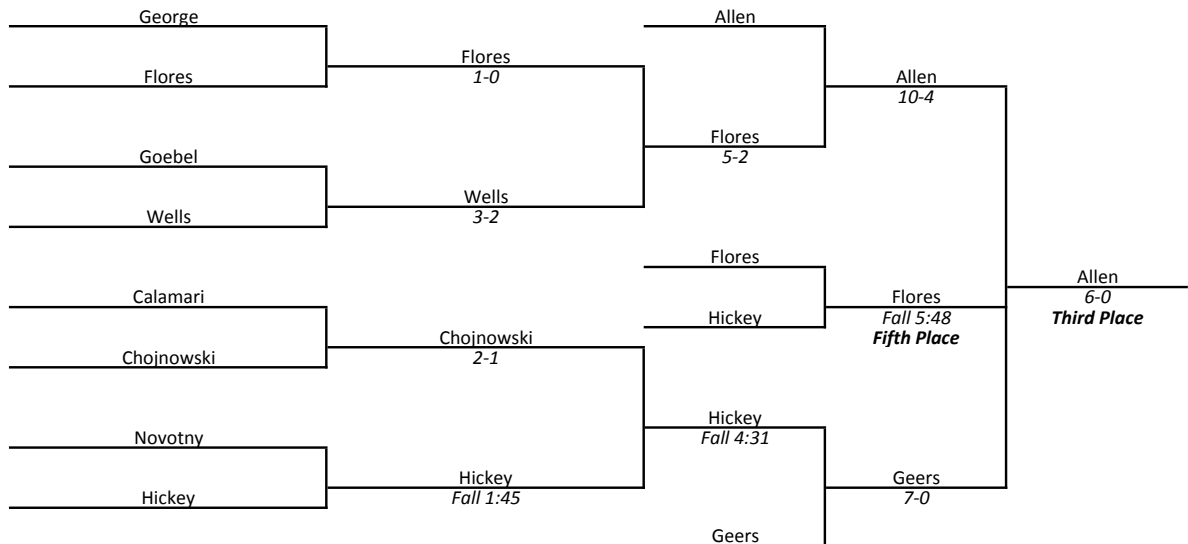 George
Allen
Flores
1-0
Flores
Allen
10-4
Flores
5-2
Goebel
Wells
3-2
Wells
Flores
Allen
6-0
Third Place
Calamari
Flores
Fall 5:48
Fifth Place
Hickey
Chojnowski
2-1
Chojnowski
Hickey
Fall 4:31
Novotny
Hickey
Fall 1:45
Geers
7-0
Hickey
Geers